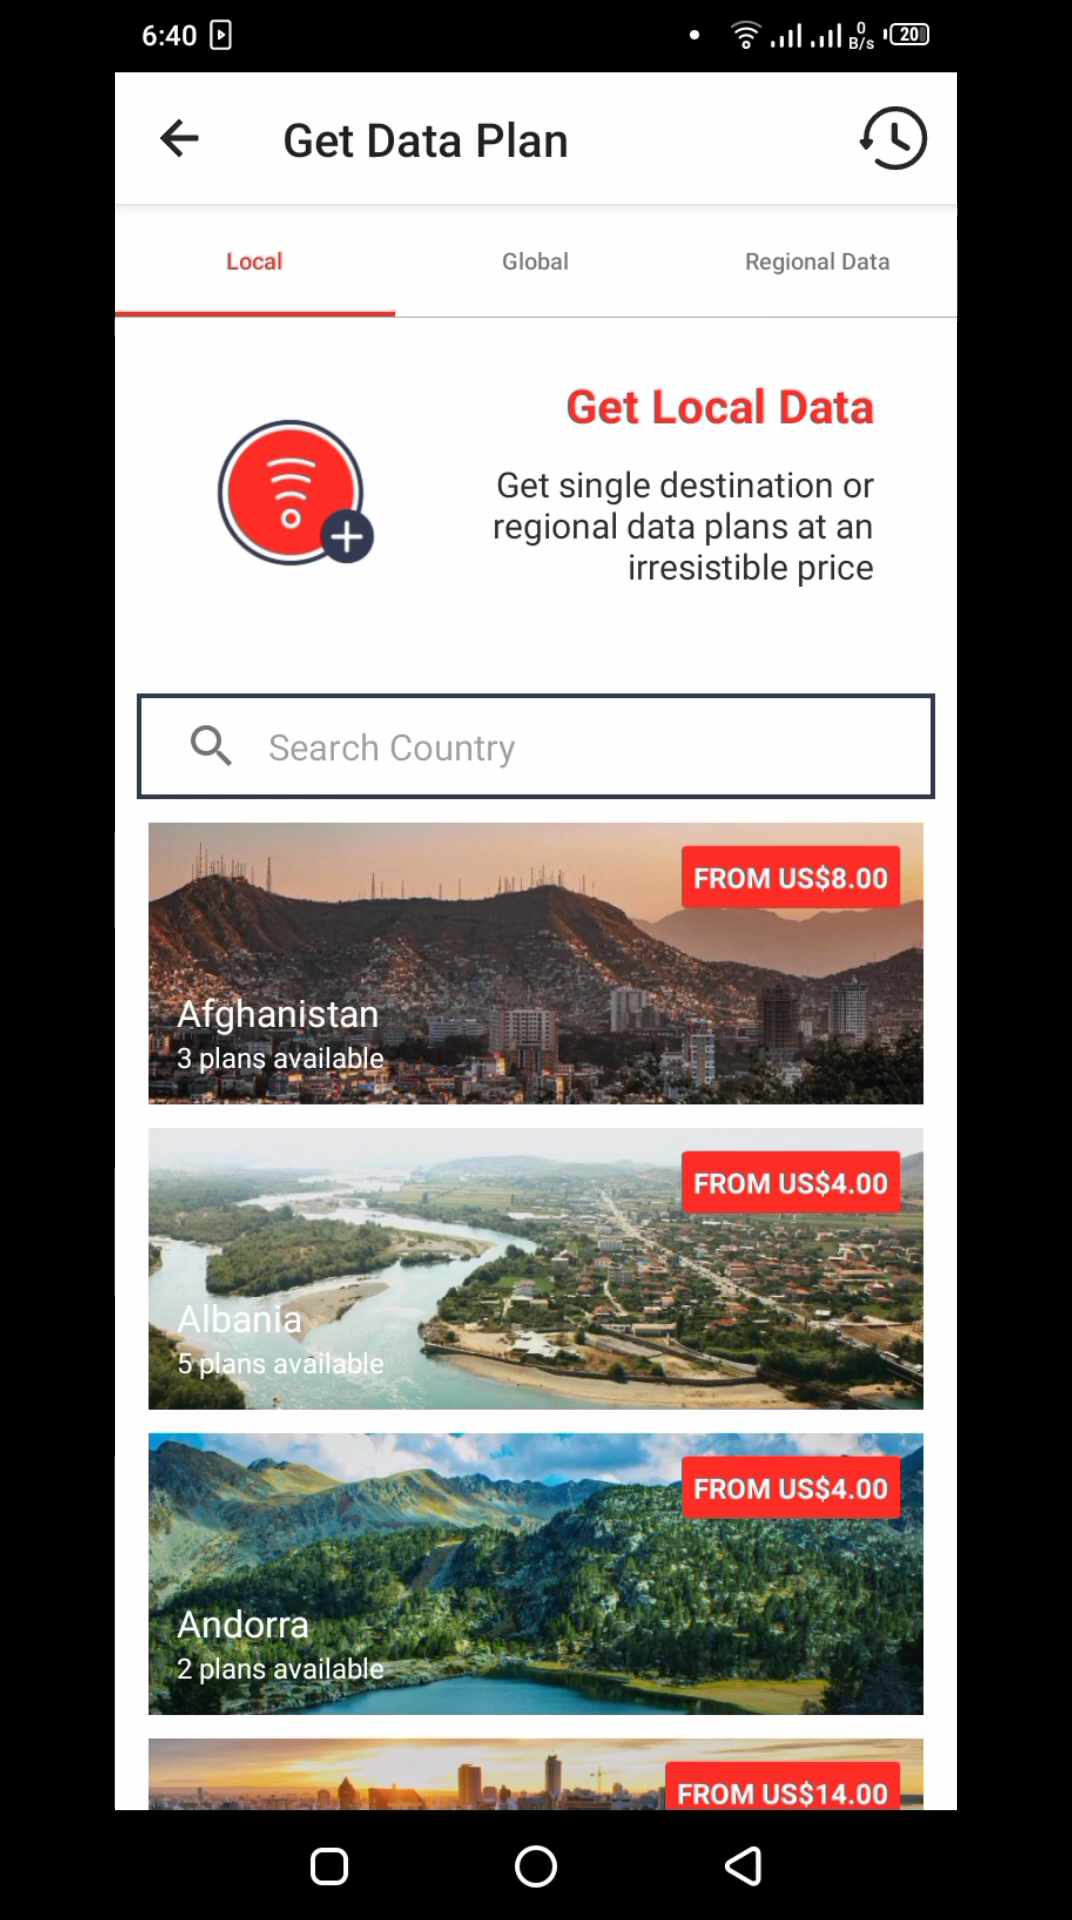 6:40
0
B/s
20
Get Data Plan
Local
Global
Regional Data
Get Local Data
Get single destination or
regional data plans at an
irresistible price
Search Country
FROM US$8.00
Afghanistan
3 plans available
FROM US$4.00
Albania
5 plans available
FROM US$4.00
Andorra
2 plans available
FROM US$14.00